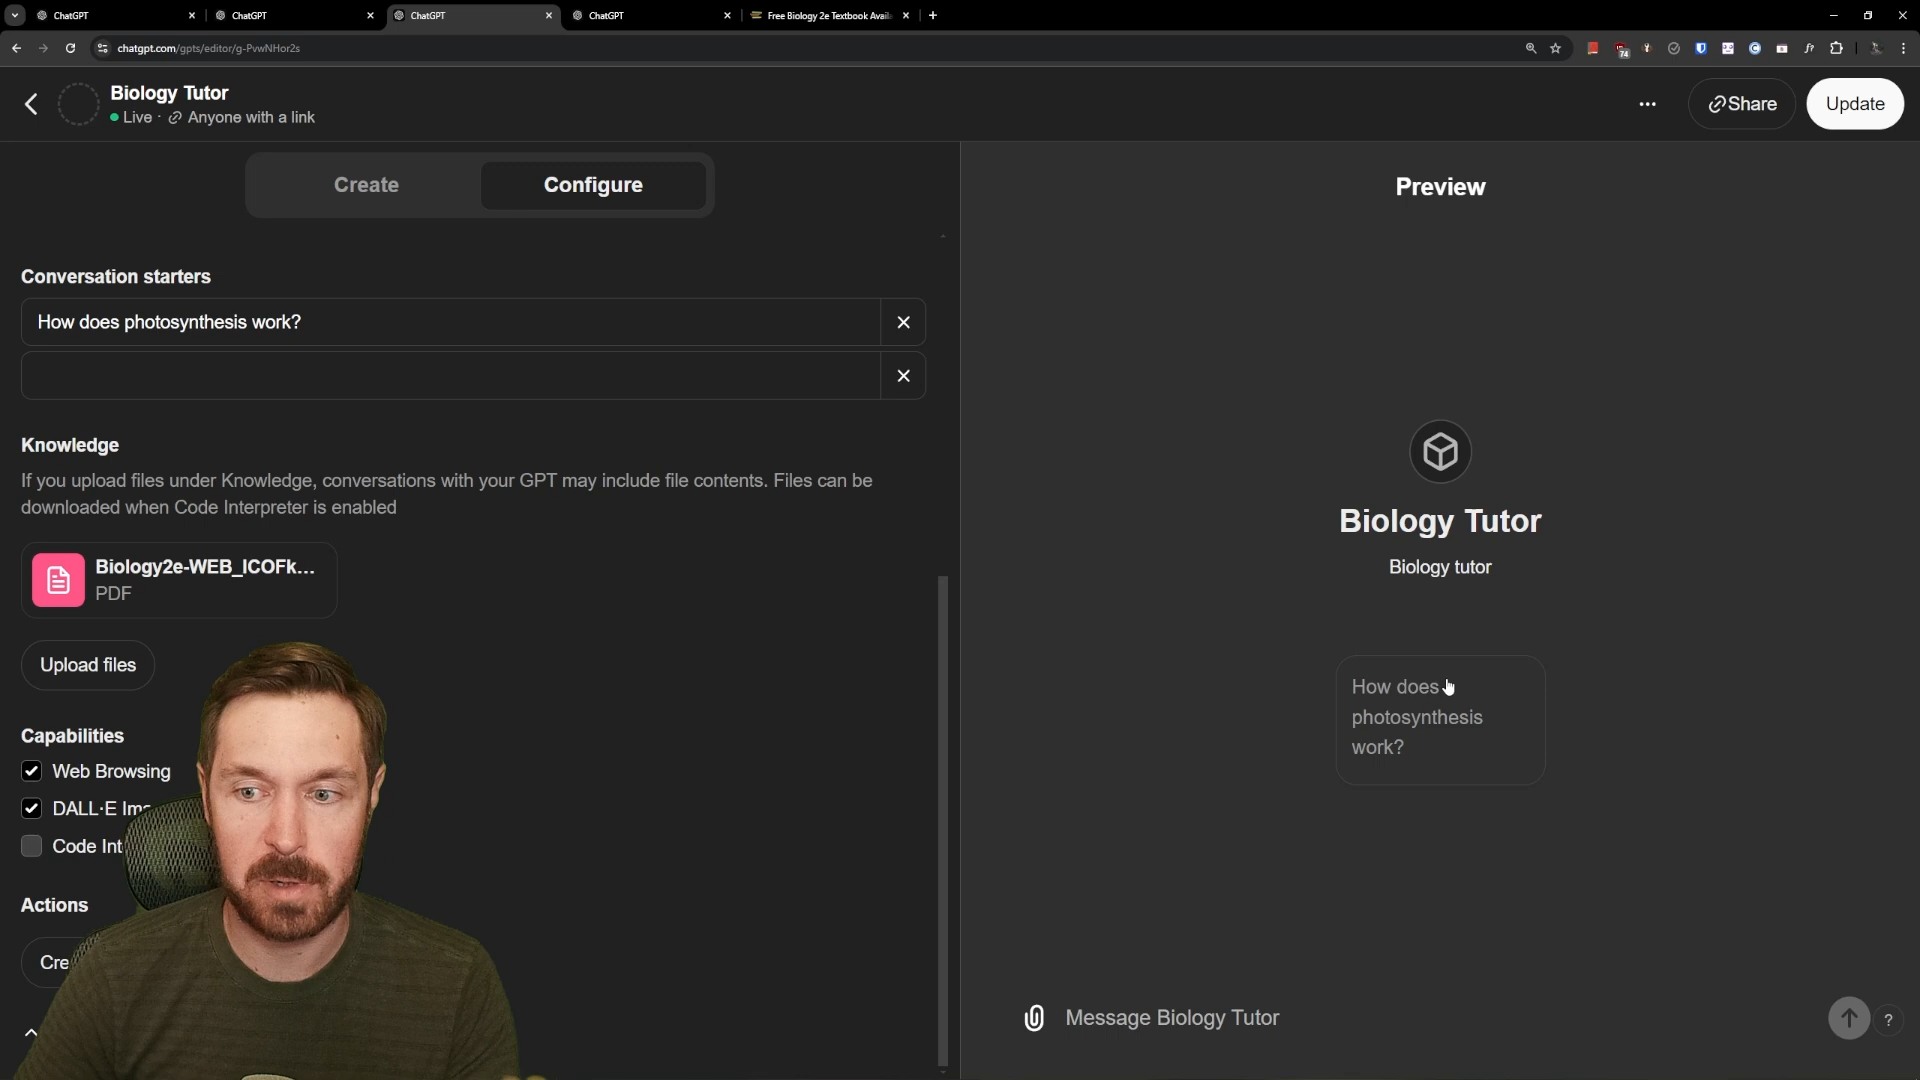 ChatGPT
ChatGPT
ChatGPT
ChatGPT
Free Biology 2e Textbook Avail
chatgpt.com/gpts/editor/g-PvwNHor2s
74
f?
Biology Tutor
Live · Anyone with a link
Share
Update
Create
Configure
Preview
Conversation starters
How does photosynthesis work?
Knowledge
If you upload files under Knowledge, conversations with your GPT may include file contents. Files can be
downloaded when Code Interpreter is enabled
Biology2e-WEB_ICOFk...
PDF
Upload files
Capabilities
Web Browsing
DALL·E Ima
Code Int
Actions
Cre
Biology Tutor
Biology tutor
How does
photosynthesis
work?
Message Biology Tutor
?